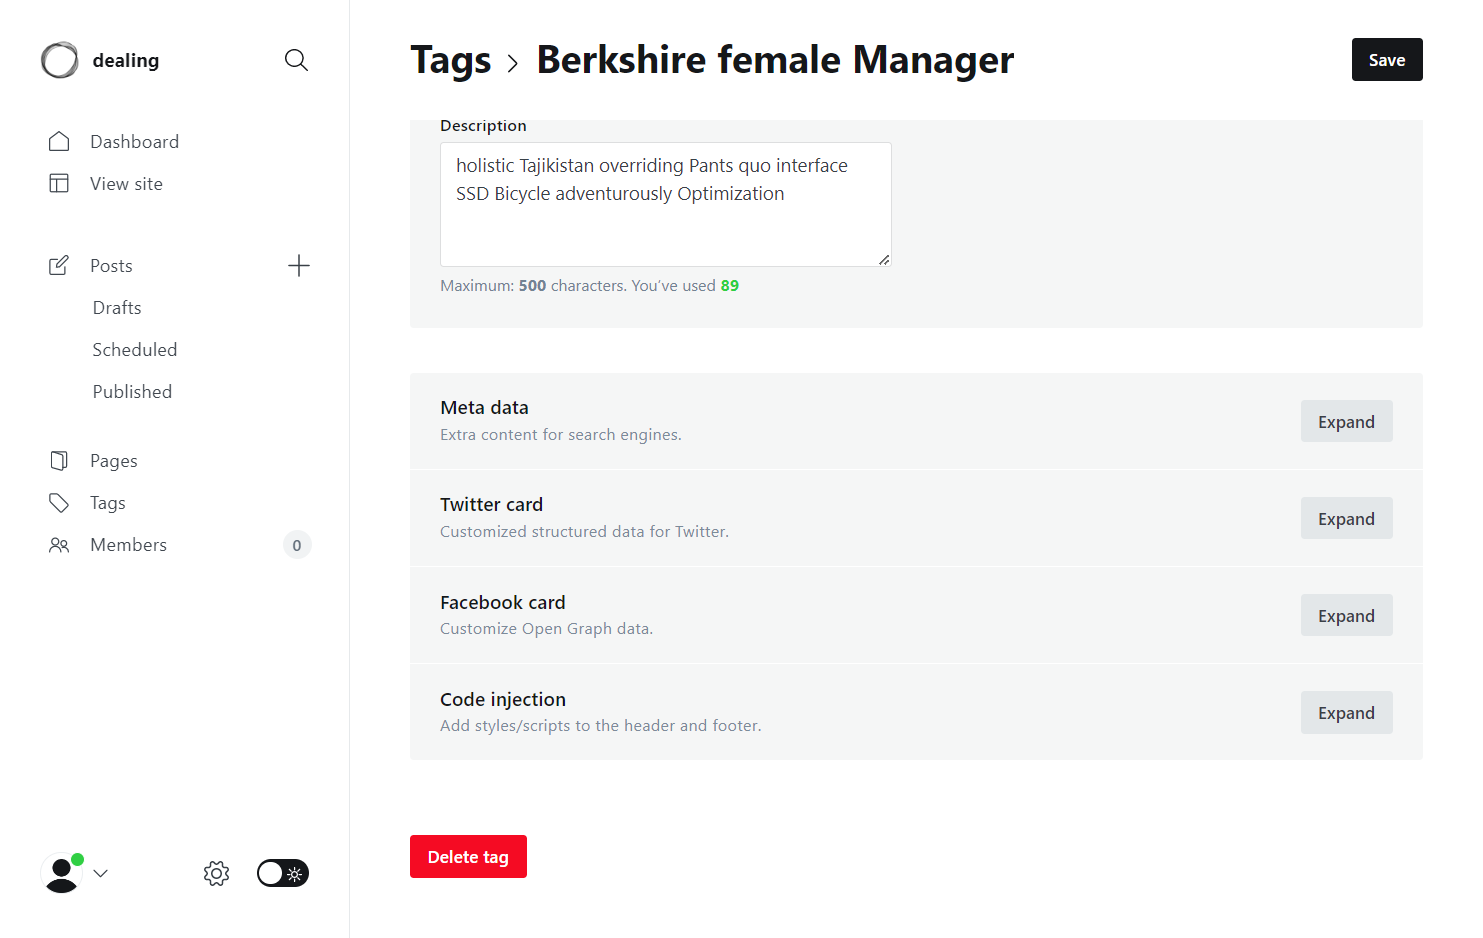 dealing
Dashboard
View site
Posts
Drafts
Scheduled
Published
Pages
Tags
Members
0
Tags > Berkshire female Manager
Save
Description
holistic Tajikistan overriding Pants quo interface
SSD Bicycle adventurously Optimization
Maximum: 500 characters. You’ve used 89
Meta data
Extra content for search engines.
Expand
Twitter card
Customized structured data for Twitter.
Expand
Facebook card
Customize Open Graph data.
Expand
Code injection
Add styles/scripts to the header and footer.
Expand
Delete tag